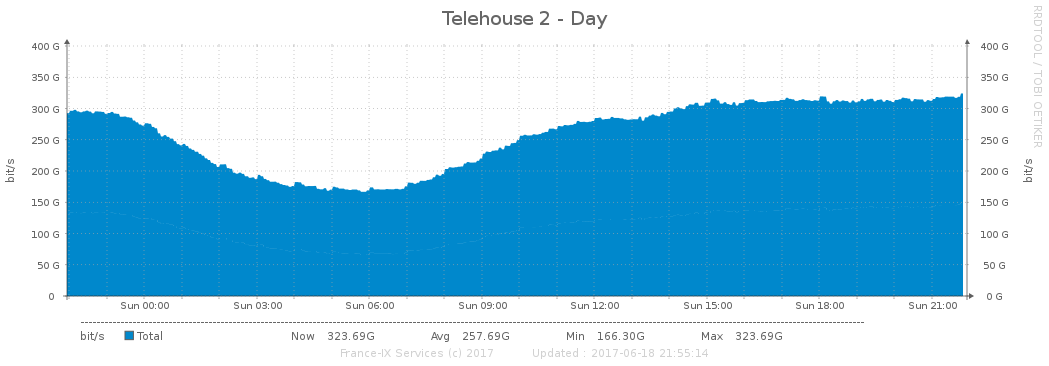 Telehouse 2 - Day
RRDTOOL / TOBI OETIKER
400 G 400 G
350 G 350 G
300 G 300 G
250 G 250 G
200 G 200 G
150 G 150 G
100 G 100 G
50 G 50 G
0 0 G
bit/s
bit/s
Sun 00:00 Sun 03:00 Sun 06:00 Sun 09:00 Sun 12:00 Sun 15:00 Sun 18:00 Sun 21:00
bit/s Total Now 323.69G Avg 257.69G Min 166.30G Max 323.69G
France-IX Services (c) 2017 Updated : 2017-06-18 21:55:14